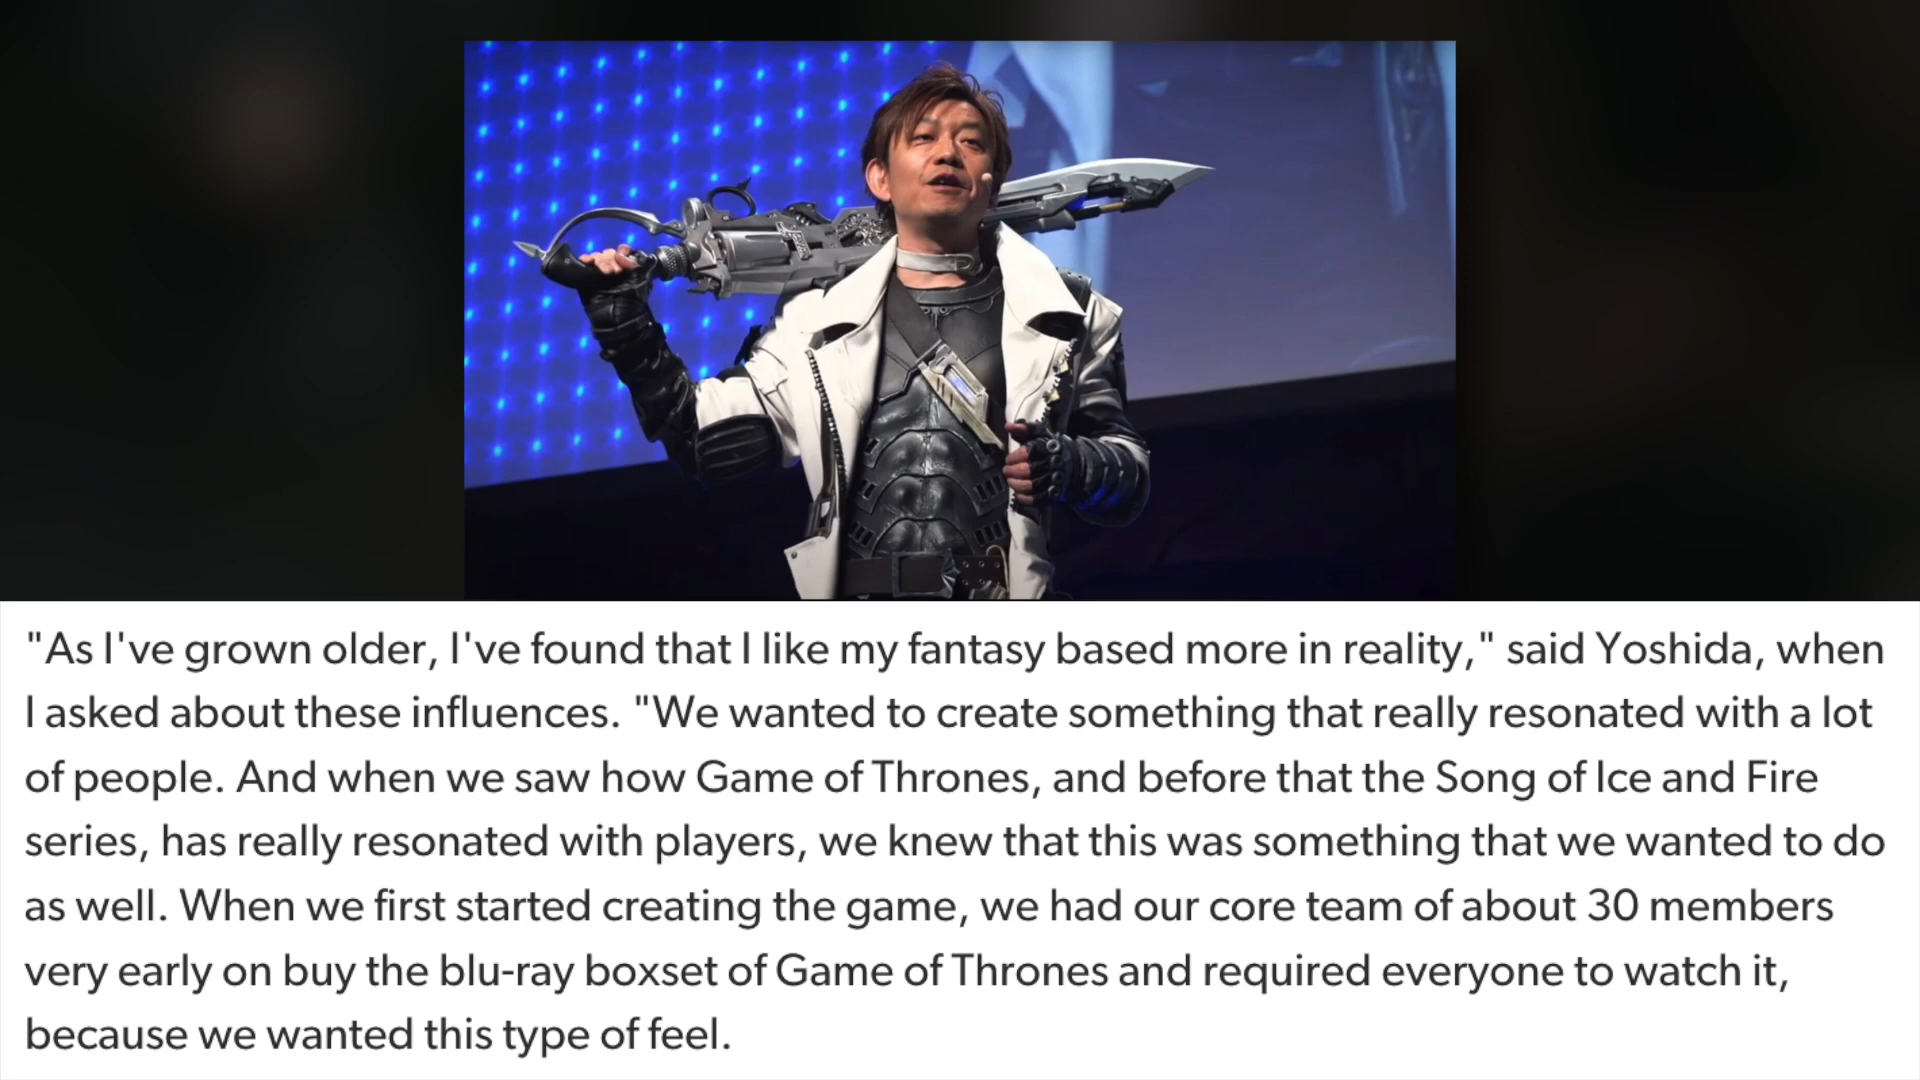 "As I've grown older, I've found that I like my fantasy based more in reality," said Yoshida, when
I asked about these influences. "We wanted to create something that really resonated with a lot
of people. And when we saw how Game of Thrones, and before that the Song of Ice and Fire
series, has really resonated with players, we knew that this was something that we wanted to do
as well. When we first started creating the game, we had our core team of about 30 members
very early on buy the blu-ray boxset of Game of Thrones and required everyone to watch it,
because we wanted this type of feel.